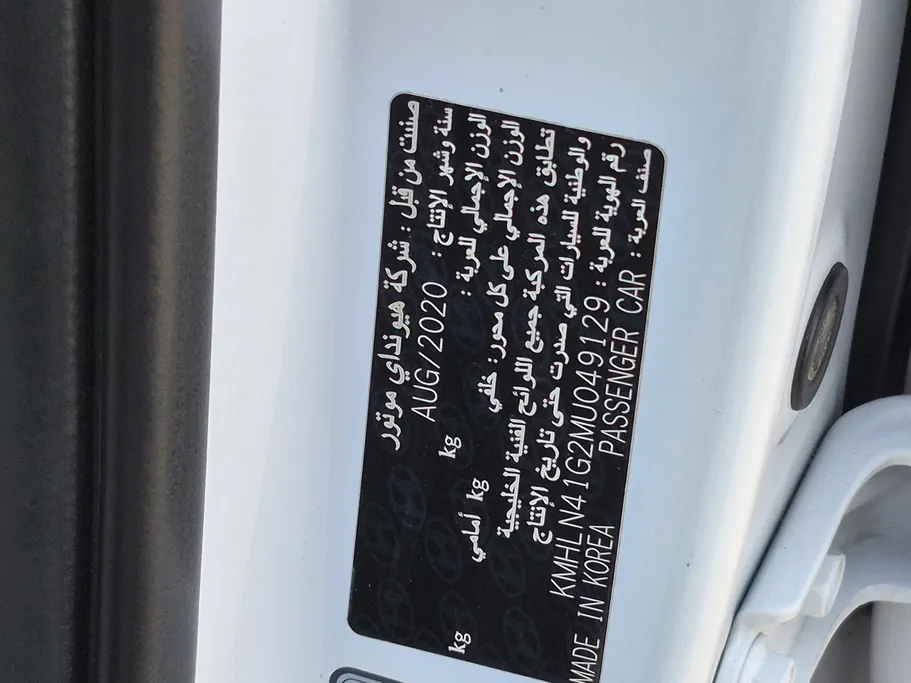 صنعت من قبل : شركة هيونداي موتور
سنة وشهر الإنتاج : AUG/2020
الوزن الإجمالي للعربة : kg
الوزن الإجمالي على كل محور: خلفي kg أمامي kg
تطابق هذه المركبة جميع اللوائح الفنية الخليجية
والوطنية للسيارات التي صدرت حتى تاريخ الإنتاج
رقم الهوية للعربة : KMHLN41G2MU049129
صنف العربة : PASSENGER CAR MADE IN KOREA